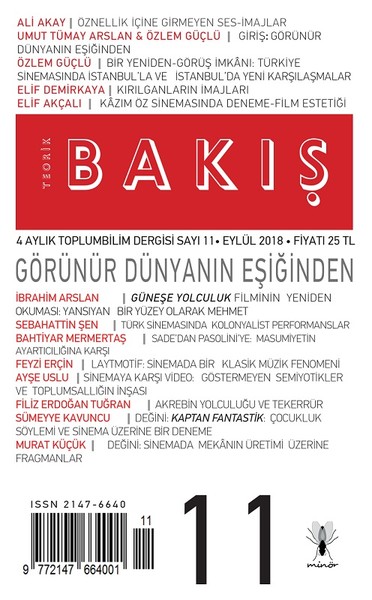 ALİ AKAY | ÖZNELLİK İÇİNE GİRMEYEN SES-İMAJLAR
UMUT TÜMAY ARSLAN & ÖZLEM GÜÇLÜ | GİRİŞ: GÖRÜNÜR
DÜNYANIN EŞİĞİNDEN
ÖZLEM GÜÇLÜ | BİR YENİDEN-GÖRÜŞ İMKÂNI: TÜRKİYE
SİNEMASINDA İSTANBUL'LA VE İSTANBUL'DA YENİ KARŞILAŞMALAR
ELİF DEMİRKAYA | KIRILGANLARIN İMAJLARI
ELİF AKÇALI | KÂZIM ÖZ SİNEMASINDA DENEME-FİLM ESTETİĞİ
TEORİK
BAKIŞ
4 AYLIK TOPLUMBİLİM DERGİSİ SAYI 11• EYLÜL 2018 • FİYATI 25 TL
GÖRÜNÜR DÜNYANIN EŞİĞİNDEN
İBRAHİM ARSLAN | GÜNEŞE YOLCULUK FİLMİNİN YENİDEN
OKUMASI: YANSIYAN BİR YÜZEY OLARAK MEHMET
SEBAHATTİN ŞEN | TÜRK SİNEMASINDA KOLONYALİST PERFORMANSLAR
BAHTİYAR MERMERTAŞ | SADE'DAN PASOLİNİ'YE: MASUMİYETİN
AYARTICILIĞINA KARŞI
FEYZİ ERÇİN | LAYTMOTİF: SİNEMADA BİR KLASİK MÜZİK FENOMENİ
AYŞE USLU | SİNEMAYA KARŞI VİDEO: GÖSTERMEYEN SEMİYOTİKLER
VE TOPLUMSALLIĞIN İNŞASI
FİLİZ ERDOĞAN TUĞRAN | AKREBİN YOLCULUĞU VE TEKERRÜR
SÜMEYYE KAVUNCU | DEĞİNİ: KAPTAN FANTASTİK: ÇOCUKLUK
SÖYLEMİ VE SİNEMA ÜZERİNE BİR DENEME
MURAT KÜÇÜK | DEĞİNİ: SİNEMADA MEKÂNIN ÜRETİMİ ÜZERİNE
FRAGMANLAR
ISSN 2147-6640
11
9 772147 664001
11
minör